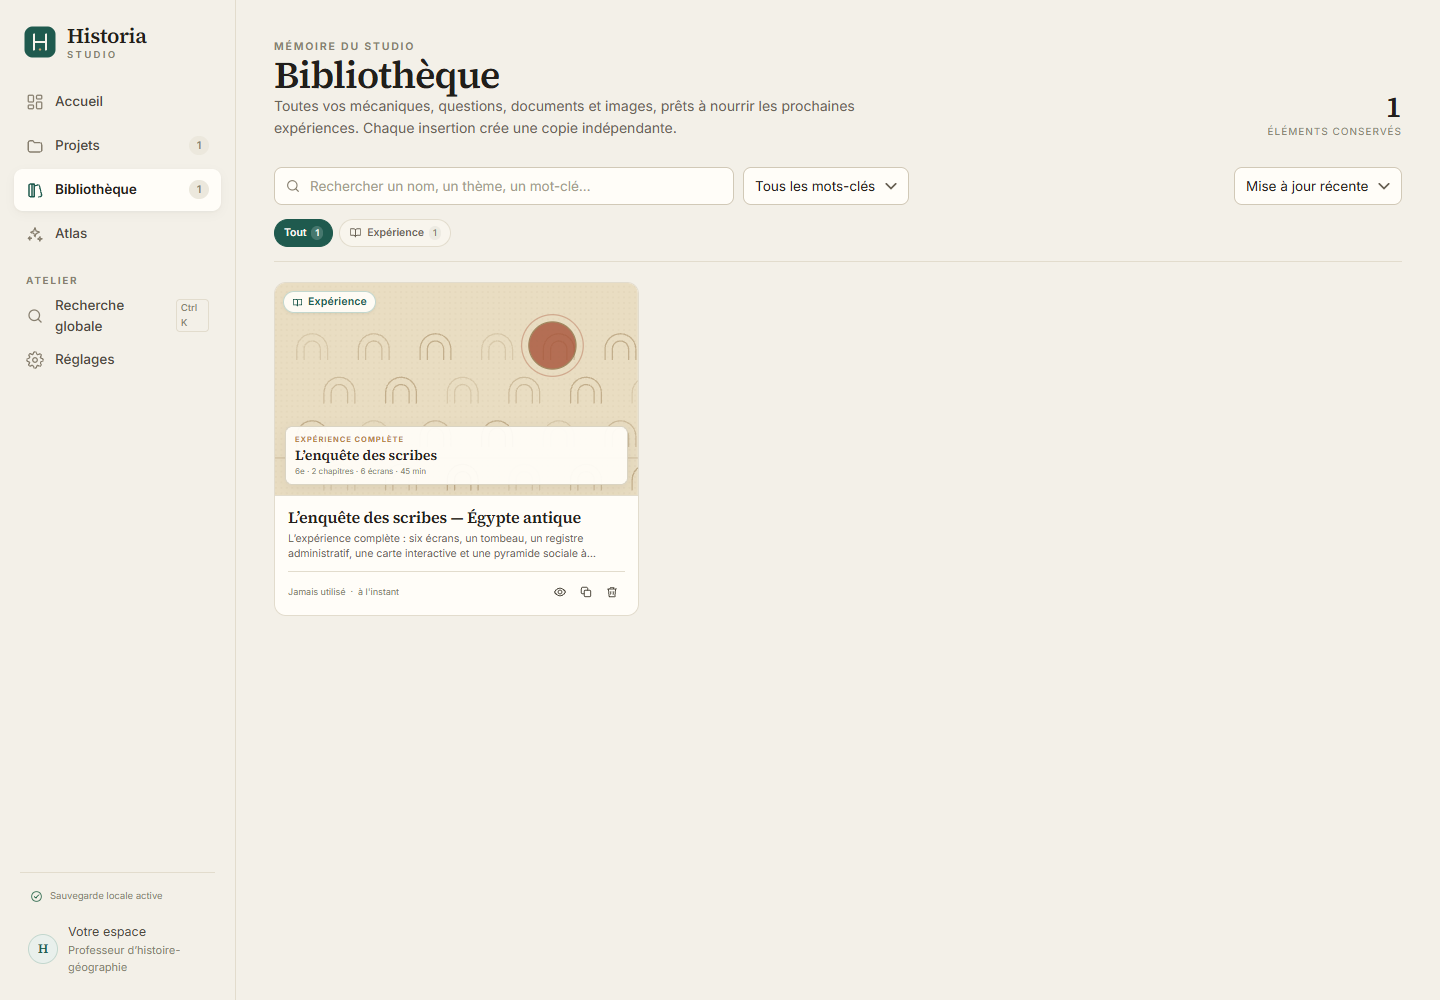 Historia
STUDIO
Accueil
Projets 1
Bibliothèque 1
Atlas
ATELIER
Recherche globale
Ctrl K
Réglages
Sauvegarde locale active
H
Votre espace
Professeur d'histoire-
géographie
MÉMOIRE DU STUDIO
Bibliothèque
Toutes vos mécaniques, questions, documents et images, prêts à nourrir les prochaines
expériences. Chaque insertion crée une copie indépendante.
1
ÉLÉMENTS CONSERVÉS
Rechercher un nom, un thème, un mot-clé...
Tous les mots-clés
Mise à jour récente
Tout 1
Expérience 1
Expérience
EXPÉRIENCE COMPLÈTE
L'enquête des scribes
6e · 2 chapitres · 6 écrans · 45 min
L'enquête des scribes — Égypte antique
L'expérience complète : six écrans, un tombeau, un registre
administratif, une carte interactive et une pyramide sociale à...
Jamais utilisé · à l'instant